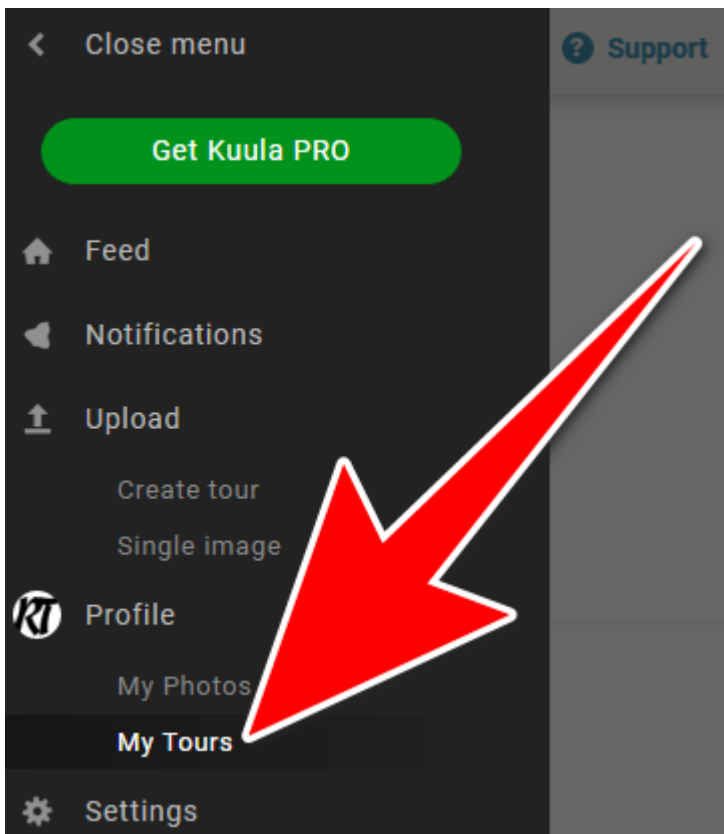 Close menu
Support
Get Kuula PRO
Feed
Notifications
Upload
Create tour
Single image
KT
Profile
My Photos
My Tours
Settings